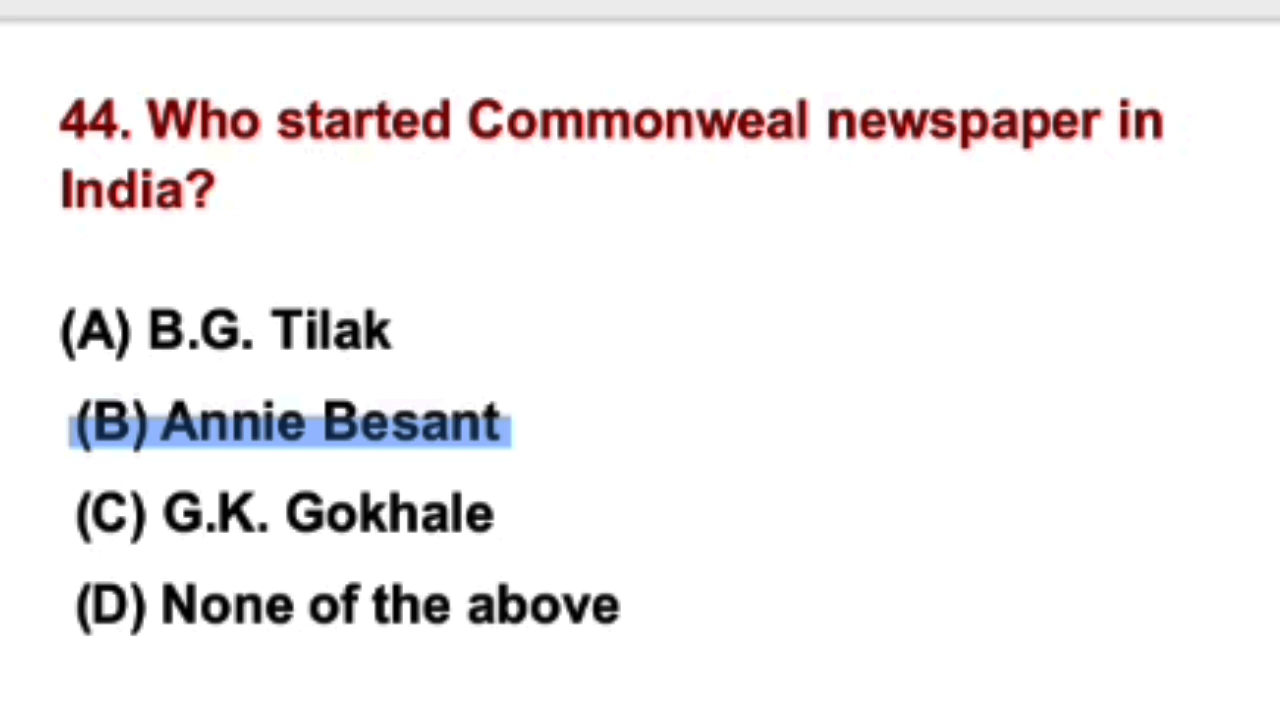 44. Who started Commonweal newspaper in
India?
(A) B.G. Tilak
(B) Annie Besant
(C) G.K. Gokhale
(D) None of the above